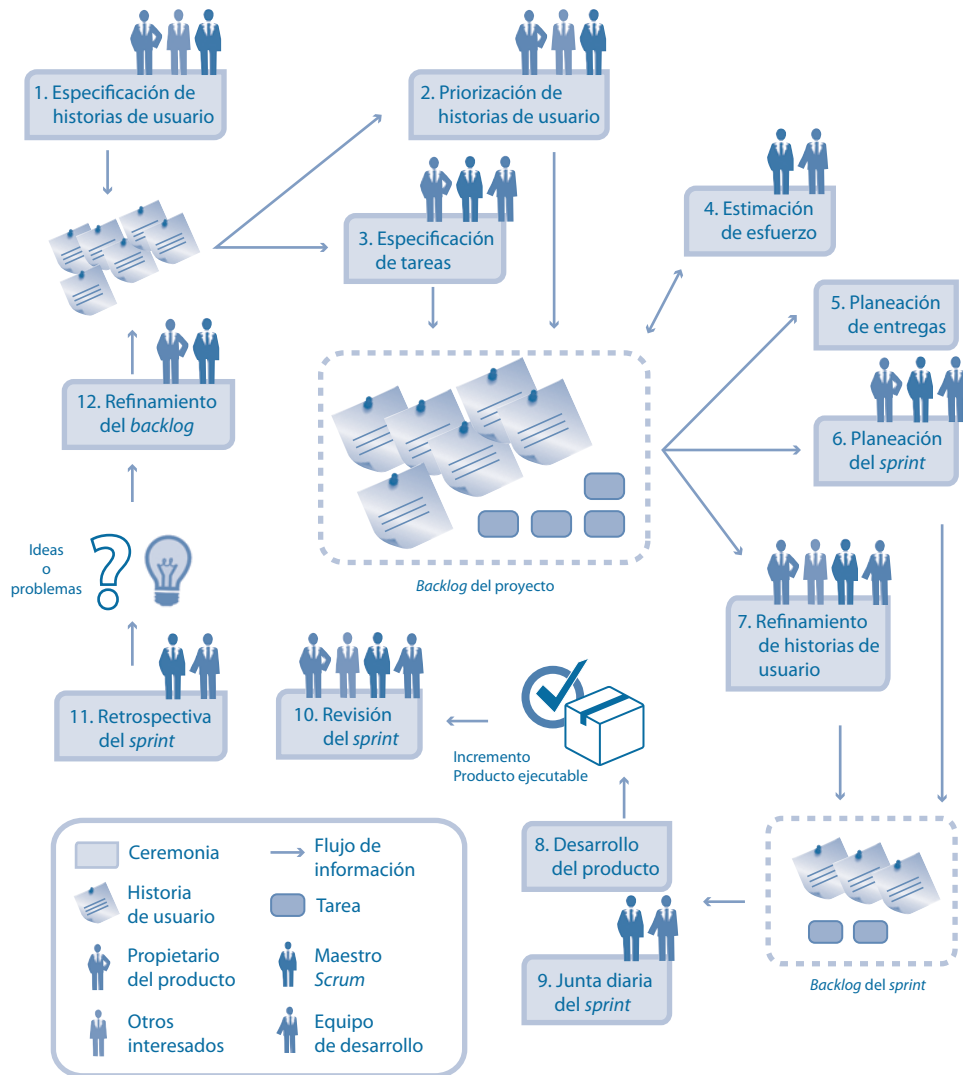 1. Especificación de
historias de usuario
2. Priorización de
historias de usuario
3. Especificación
de tareas
4. Estimación
de esfuerzo
5. Planeación
de entregas
6. Planeación
del sprint
12. Refinamiento
del backlog
Ideas
o
problemas
?
Backlog del proyecto
7. Refinamiento
de historias de
usuario
11. Retrospectiva
del sprint
10. Revisión
del sprint
Incremento
Producto ejecutable
8. Desarrollo
del producto
9. Junta diaria
del sprint
Backlog del sprint
Ceremonia
Flujo de
información
Historia
de usuario
Tarea
Propietario
del producto
Maestro
Scrum
Otros
interesados
Equipo
de desarrollo